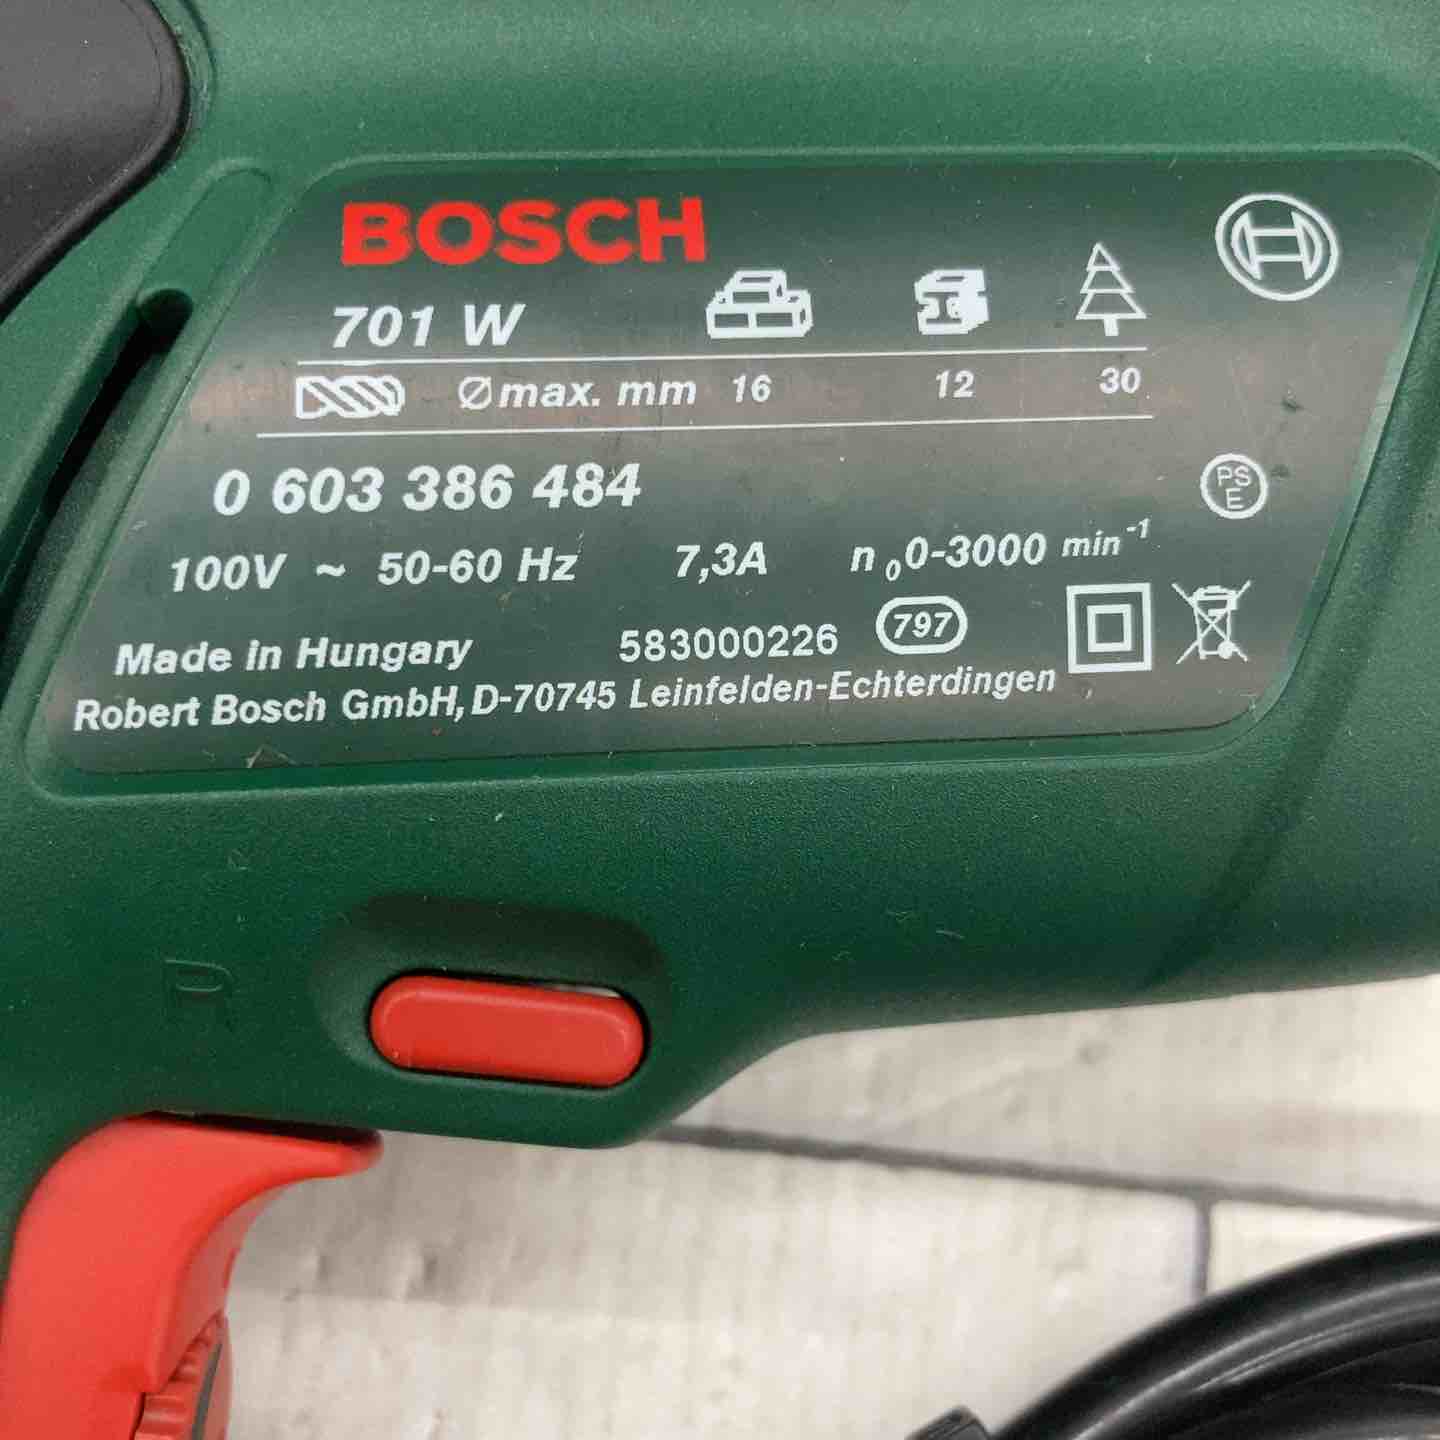 BOSCH
701 W
Ø max. mm 16 12 30
0 603 386 484
PS
E
100V ~ 50-60 Hz 7,3A n₀0-3000 min⁻¹
Made in Hungary 583000226 797
Robert Bosch GmbH, D-70745 Leinfelden-Echterdingen
R